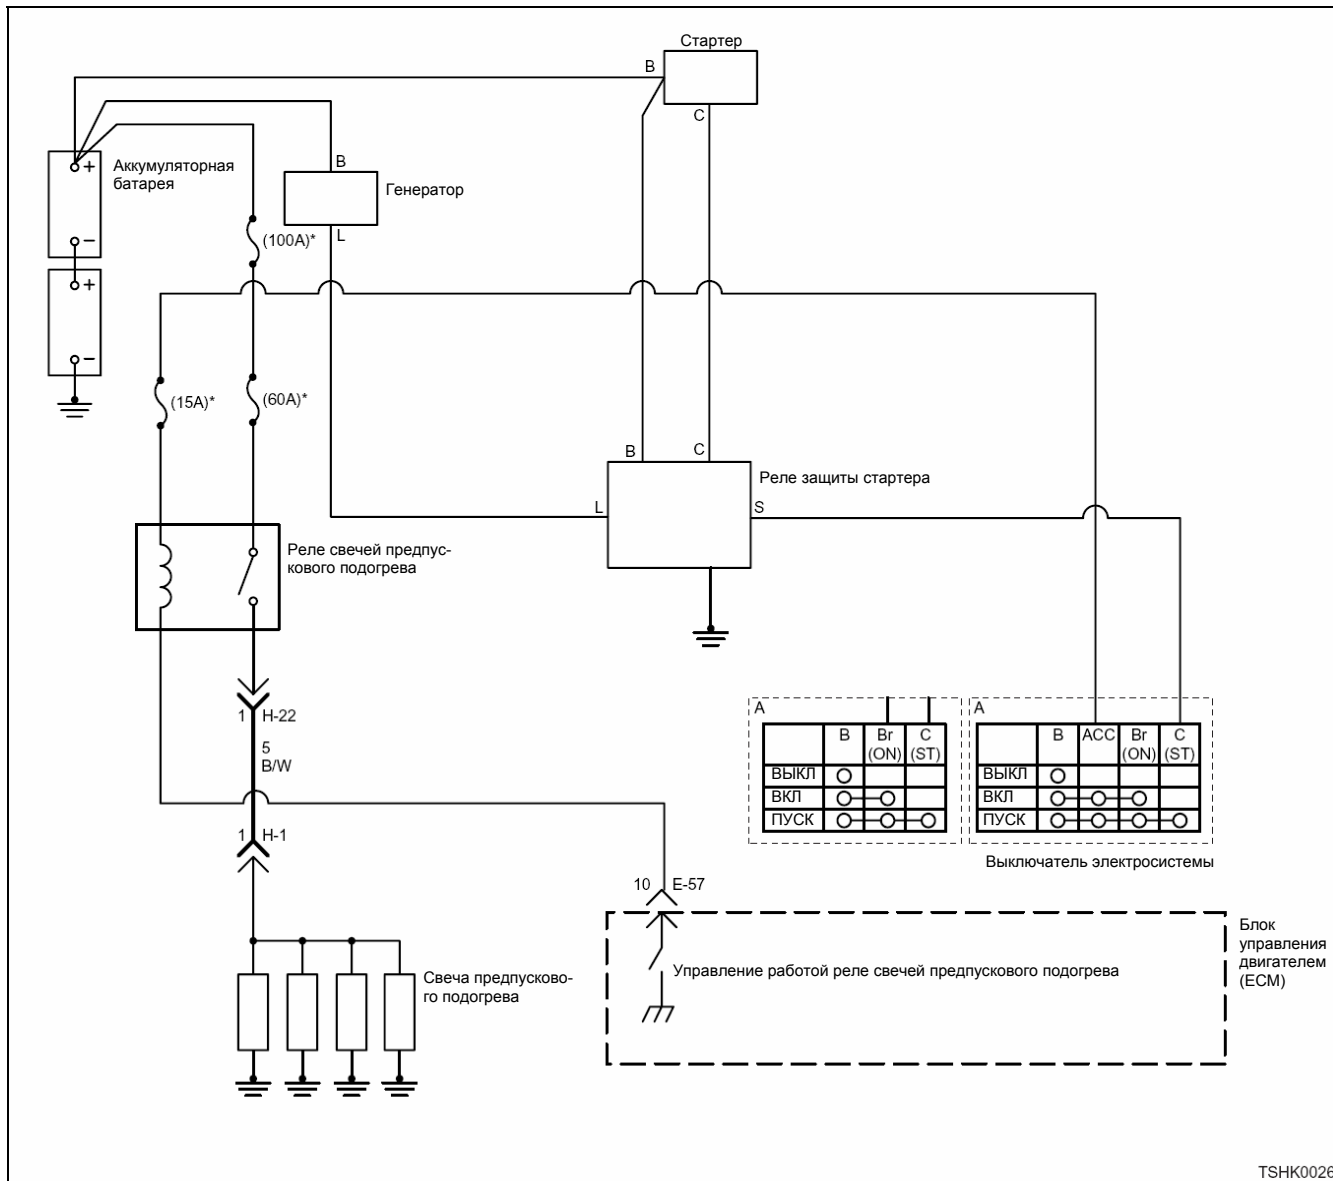 Стартер
B
C
+
Аккумуляторная
батарея
−
+
−
B
Генератор
L
(100A)*
(15A)*
(60A)*
B
C
Реле защиты стартера
L
S
Реле свечей предпус-
кового подогрева
1 H-22
5
B/W
1 H-1
A
B Br (ON) C (ST)
ВЫКЛ
ВКЛ
ПУСК
A
B ACC Br (ON) C (ST)
ВЫКЛ
ВКЛ
ПУСК
Выключатель электросистемы
10 E-57
Блок
управления
двигателем
(ECM)
Управление работой реле свечей предпускового подогрева
Свеча предпусково-
го подогрева
TSHK0026